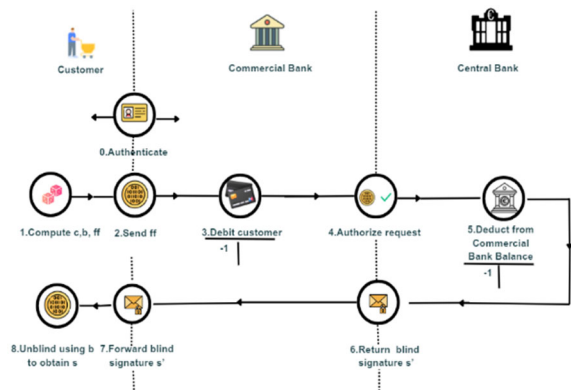 Customer
Commercial Bank
Central Bank
0.Authenticate
1.Compute c,b, ff
2.Send ff
3.Debit customer
-1
4.Authorize request
5.Deduct from
Commercial
Bank Balance
-1
8.Unblind using b
to obtain s
7.Forward blind
signature s'
6.Return blind
signature s'